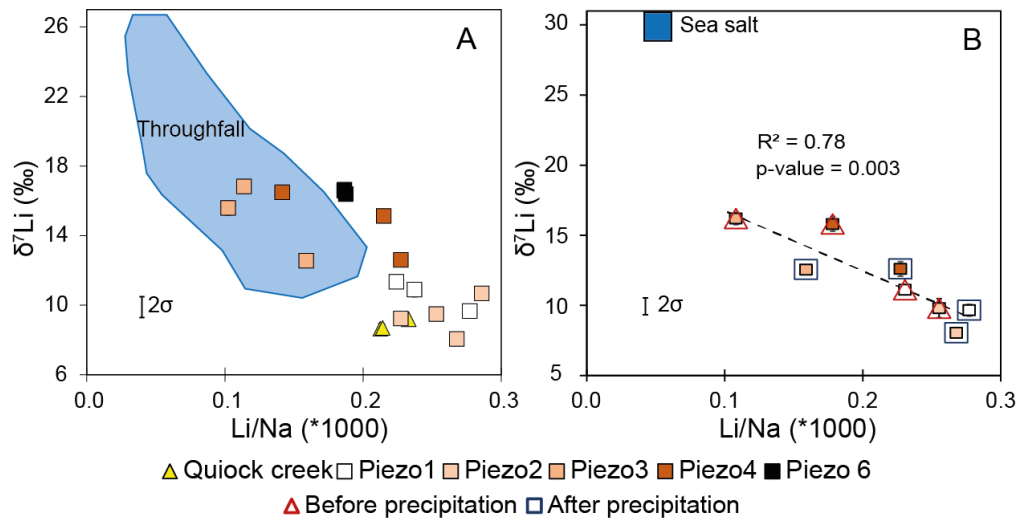 A
26
22
18
14
10
6
δ⁷Li (‰)
Throughfall
2σ
0.0 0.1 0.2 0.3
Li/Na (*1000)
B
30
25
20
15
10
5
δ⁷Li (‰)
Sea salt
R² = 0.78
p-value = 0.003
2σ
0.0 0.1 0.2 0.3
Li/Na (*1000)
Quiock creek Piezo1 Piezo2 Piezo3 Piezo4 Piezo 6
Before precipitation After precipitation